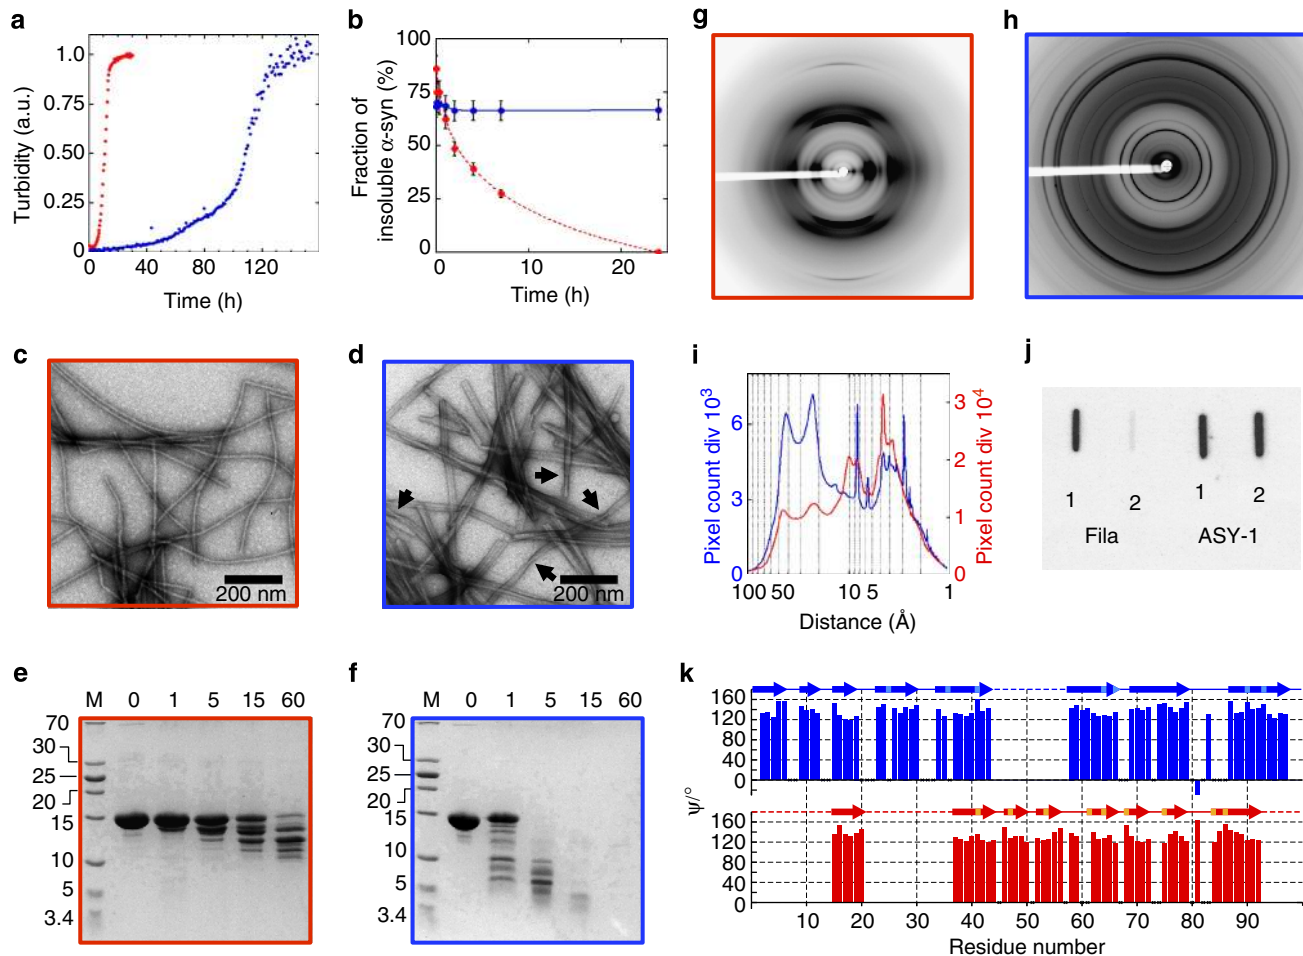 a
Turbidity (a.u.)
1.0
0.75
0.50
0.25
0
0 40 80 120
Time (h)
b
Fraction of
insoluble α-syn (%)
100
75
50
25
0
0 10 20
Time (h)
g
h
c
200 nm
d
200 nm
i
Pixel count div 10³
6
3
0
Pixel count div 10⁴
3
2
1
0
100 50 10 5 1
Distance (Å)
j
1 2 1 2
Fila ASY-1
e
M 0 1 5 15 60
70
30
25
20
15
10
5
3.4
f
M 0 1 5 15 60
70
30
25
20
15
10
5
3.4
k
ψ/°
160
120
80
40
0
160
120
80
40
0
10 20 30 40 50 60 70 80 90
Residue number